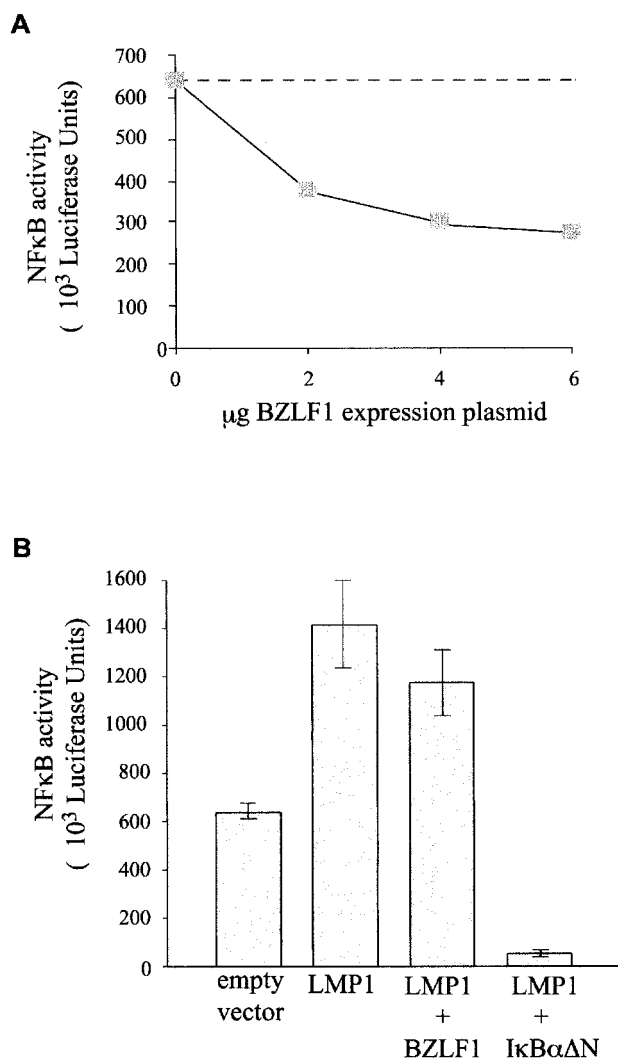 A
NFκB activity
( 10³ Luciferase Units)
700
600
500
400
300
200
100
0
0 2 4 6
μg BZLF1 expression plasmid
B
NFκB activity
( 10³ Luciferase Units)
1600
1400
1200
1000
800
600
400
200
0
empty LMP1 LMP1 LMP1
vector + +
BZLF1 IκBαΔN